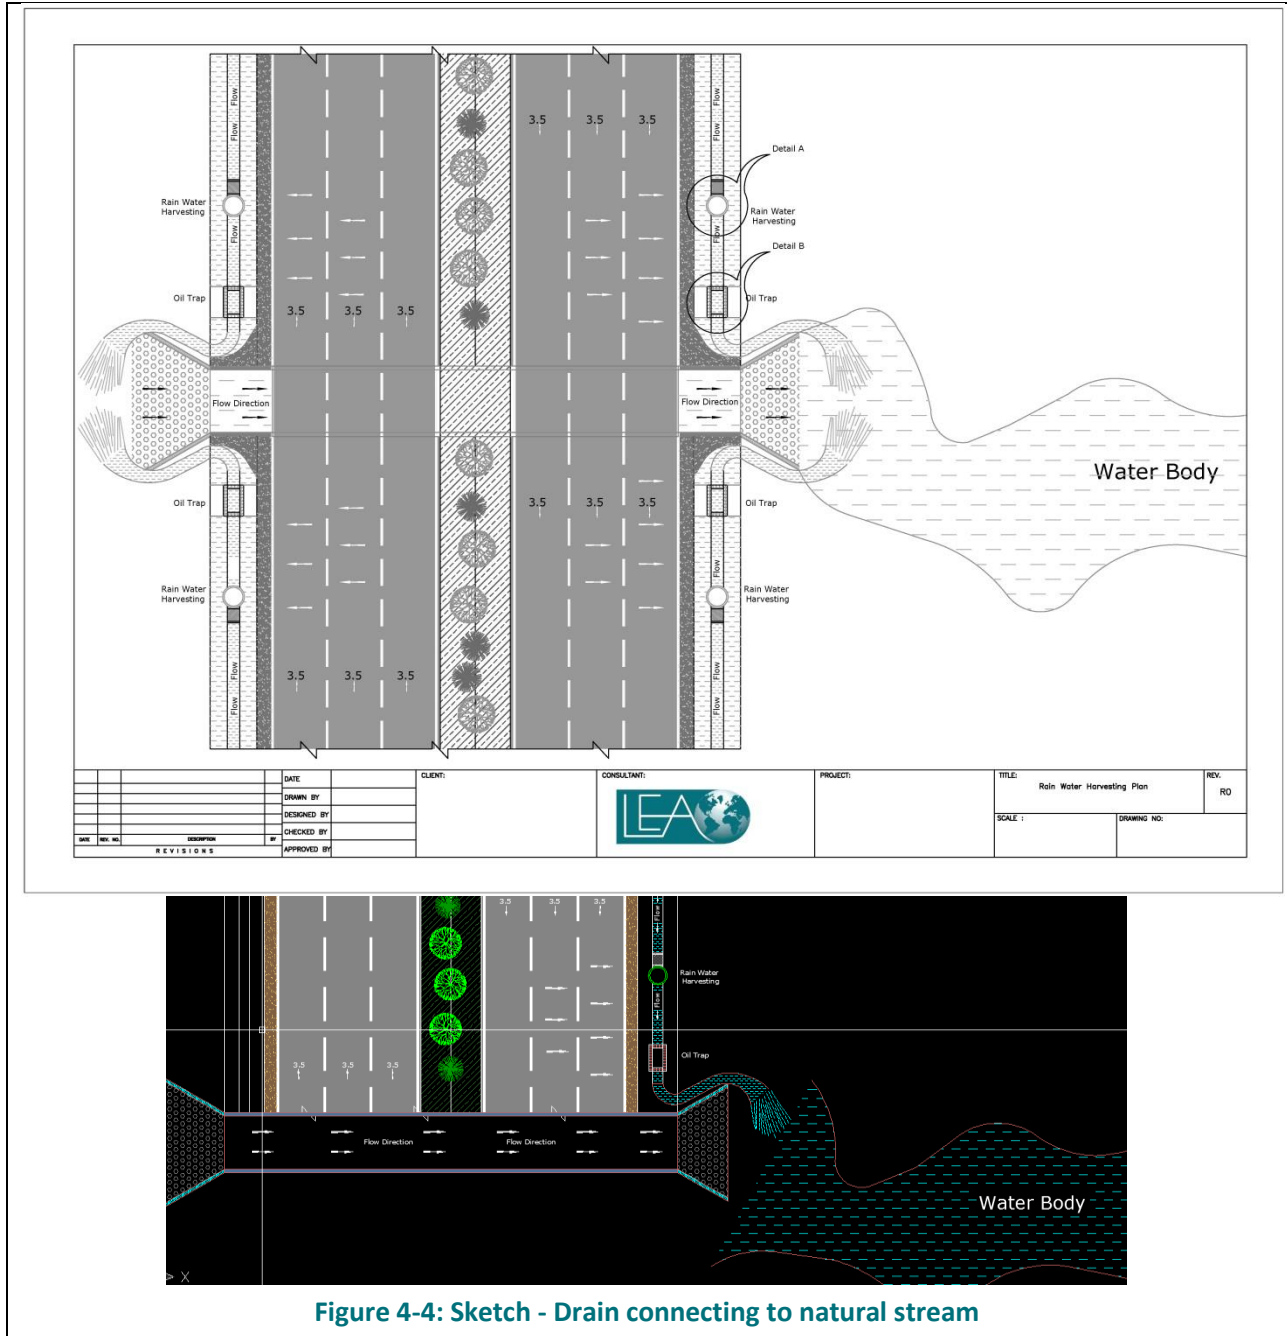 Flow
Flow
3.5 3.5 3.5
Flow
Flow
Detail A
Rain Water
Harvesting
Rain Water
Harvesting
Flow
Flow
Detail B
Oil Trap
Oil Trap
3.5 3.5 3.5
Flow Direction
Flow Direction
Water Body
Oil Trap
3.5 3.5 3.5
Oil Trap
Rain Water
Harvesting
Rain Water
Harvesting
Flow
Flow
3.5 3.5 3.5
Flow
Flow
DATE
DRAWN BY
DESIGNED BY
CHECKED BY
APPROVED BY
DATE REV. NO. DESCRIPTION BY
REVISIONS
CLIENT:
CONSULTANT:
LEA
PROJECT:
TITLE:
Rain Water Harvesting Plan
REV.
R0
SCALE :
DRAWING NO:
3.5 3.5 3.5
Flow
Rain Water
Harvesting
Flow
Oil Trap
3.5 3.5 3.5
Flow Direction Flow Direction
Water Body
X
Figure 4-4: Sketch - Drain connecting to natural stream